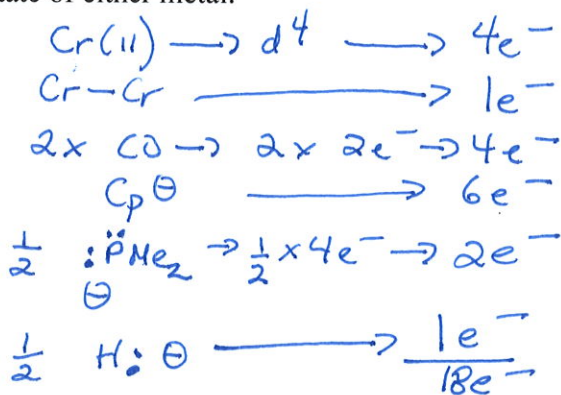 state of either metal.
Cr(II) → d⁴ → 4e⁻
Cr-Cr → 1e⁻
2x CO → 2x 2e⁻ → 4e⁻
Cp⊖ → 6e⁻
½ :P̈Me₂ ⊖ → ½ x 4e⁻ → 2e⁻
½ H: ⊖ → 1e⁻
18e⁻